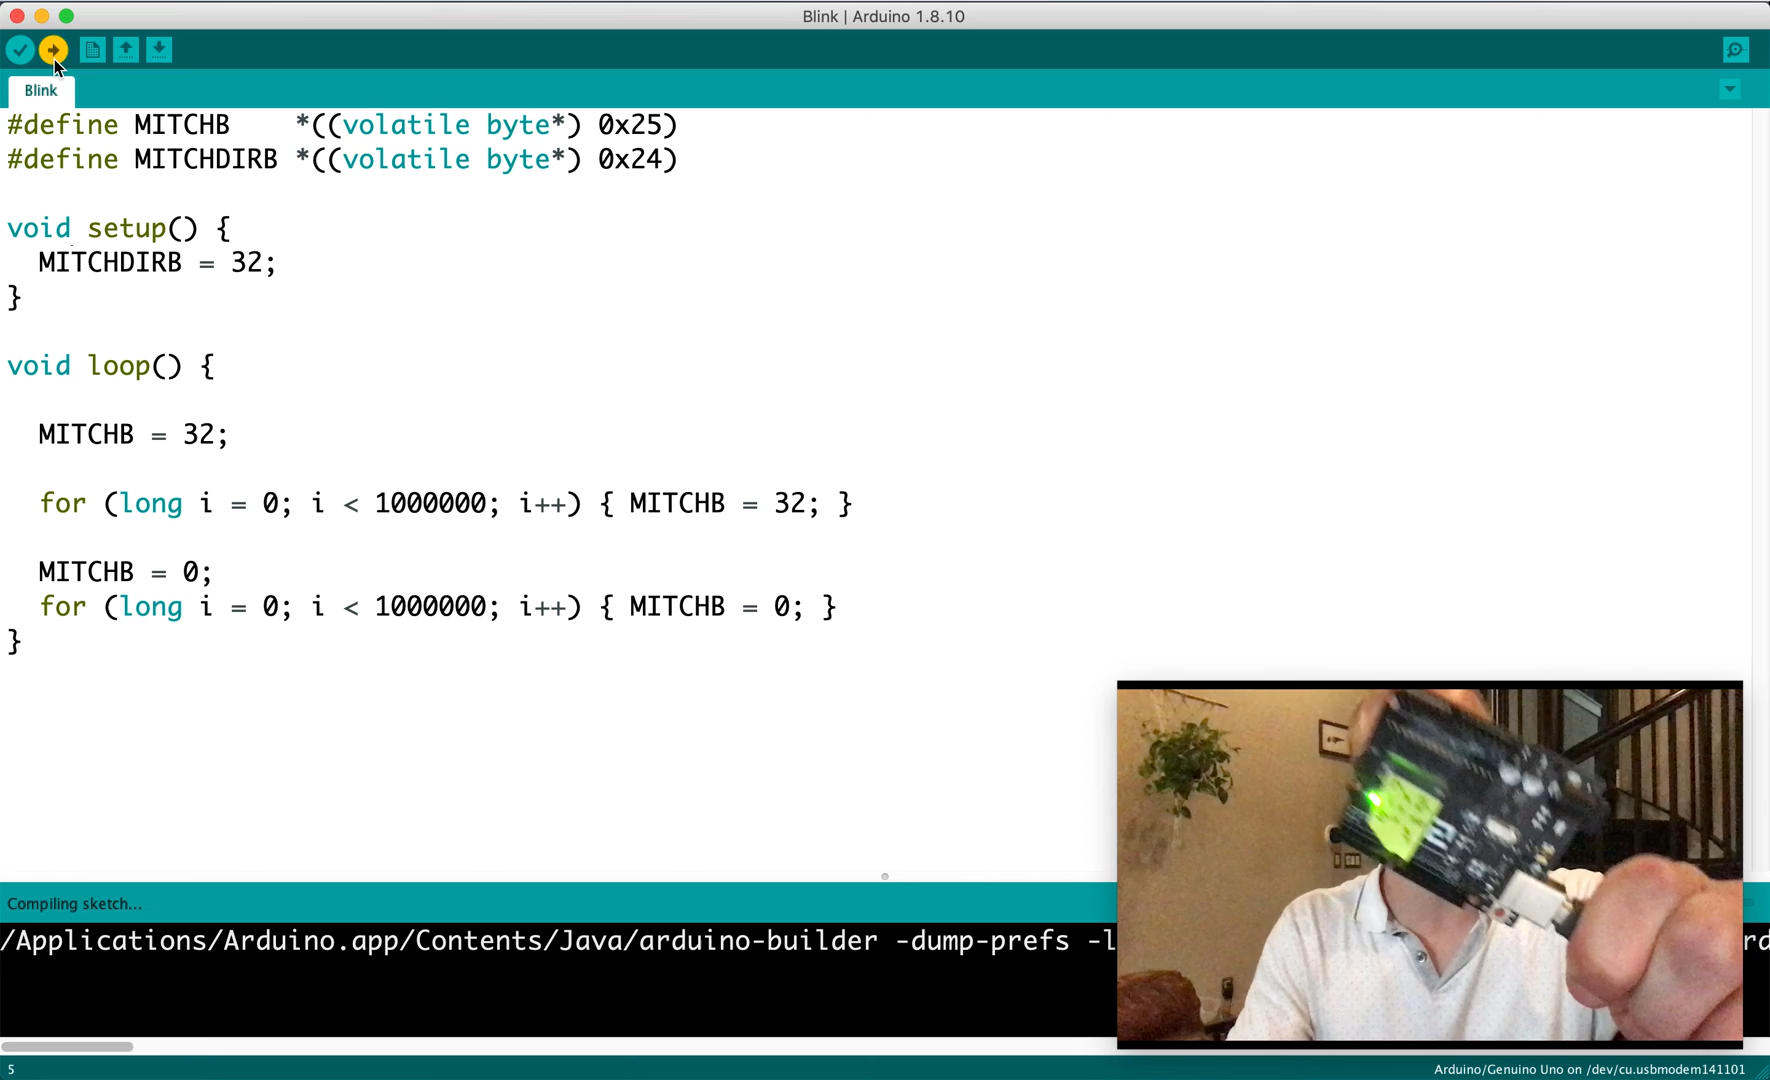 Blink | Arduino 1.8.10
Blink
#define MITCHB    *((volatile byte*) 0x25)
#define MITCHDIRB *((volatile byte*) 0x24)
void setup() {
  MITCHDIRB = 32;
}
void loop() {
  MITCHB = 32;
  for (long i = 0; i < 1000000; i++) { MITCHB = 32; }
  MITCHB = 0;
  for (long i = 0; i < 1000000; i++) { MITCHB = 0; }
}
Compiling sketch...
/Applications/Arduino.app/Contents/Java/arduino-builder -dump-prefs -l
5
Arduino/Genuino Uno on /dev/cu.usbmodem141101